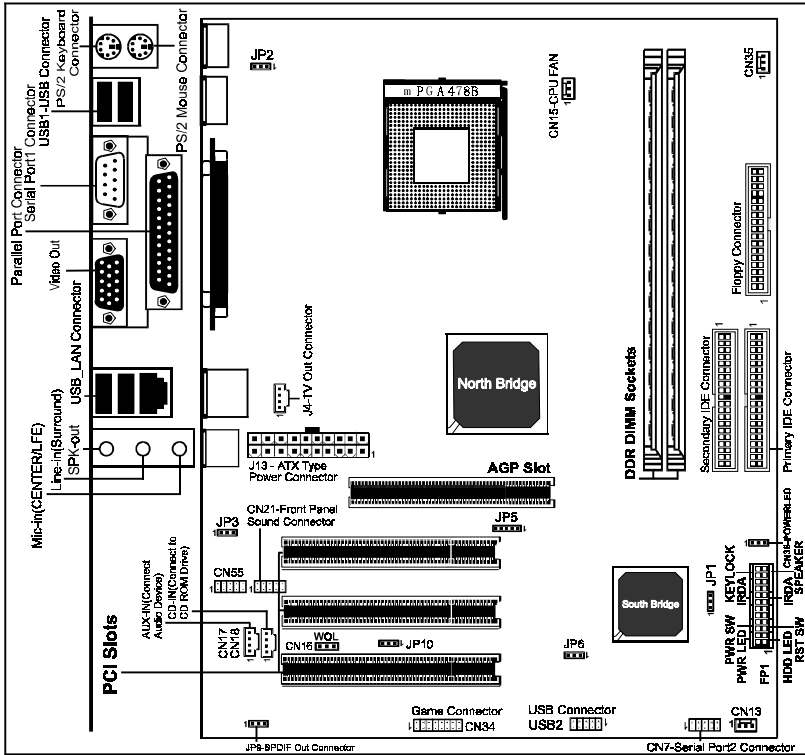 PS/2 Keyboard
Connector
USB1-USB Connector
PS/2 Mouse Connector
Serial Port1 Connector
Parallel Port Connector
Video Out
USB_LAN Connector
SPK-out
Line-in(Surround)
Mic-in(CENTER/LFE)
JP2
mPGA478B
CN15-CPU FAN
CN35
Floppy Connector
1
J4-TV Out Connector
North Bridge
DDR DIMM Sockets
Secondary IDE Connector
Primary IDE Connector
J13 - ATX Type
Power Connector
AGP Slot
CN21-Front Panel
Sound Connector
JP3
JP5
CN55
AUX-IN(Connect
Audio Device)
CD-IN(Connect to
CD ROM Drive)
CN17
CN18
WOL
CN16
JP10
PCI Slots
South Bridge
JP1
JP6
CN38-POWERLED
KEYLOCK
SPEAKER
IRDA
IRDA
PWR SW
PWR LED
HDD LED
RST SW
FP1
Game Connector
CN34
USB Connector
USB2
CN13
JP9-SPDIF Out Connector
CN7-Serial Port2 Connector